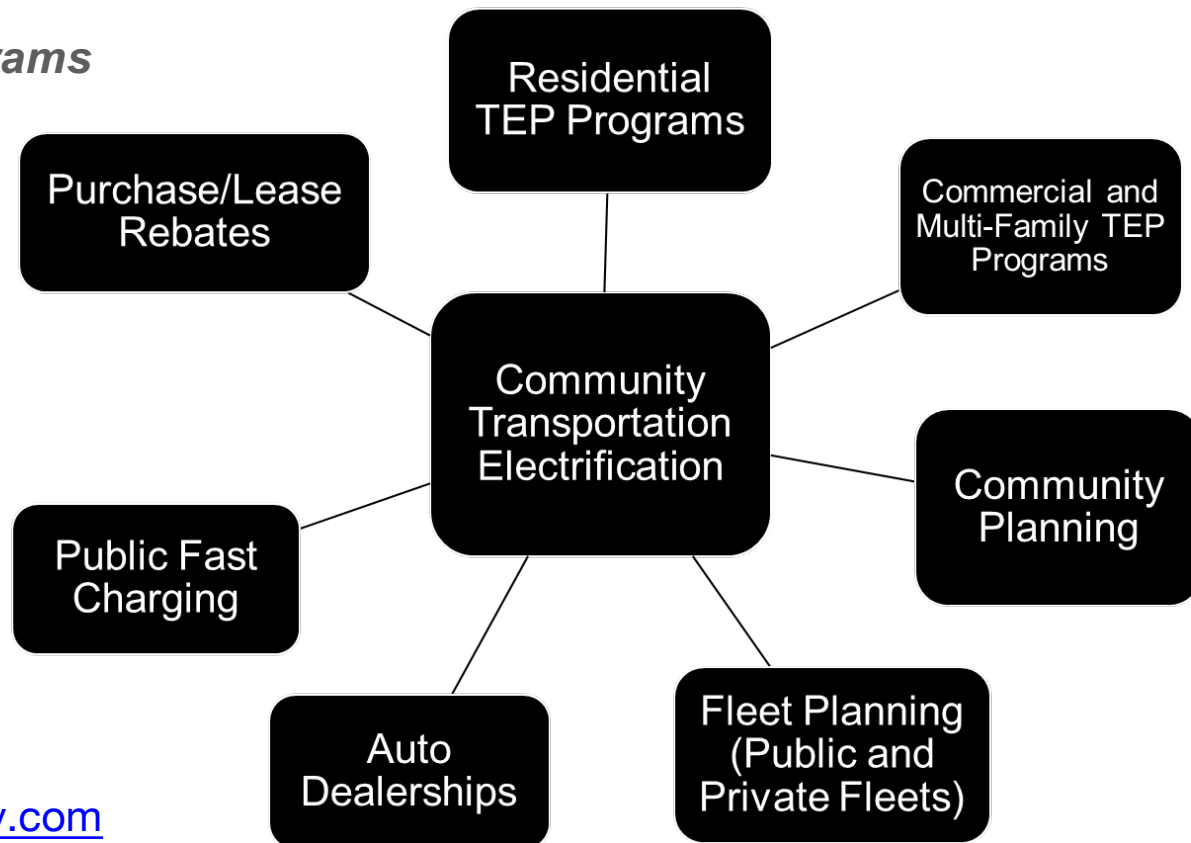 Residential
TEP Programs
Purchase/Lease
Rebates
Commercial and
Multi-Family TEP
Programs
Community
Transportation
Electrification
Community
Planning
Public Fast
Charging
Fleet Planning
(Public and
Private Fleets)
Auto
Dealerships
.com